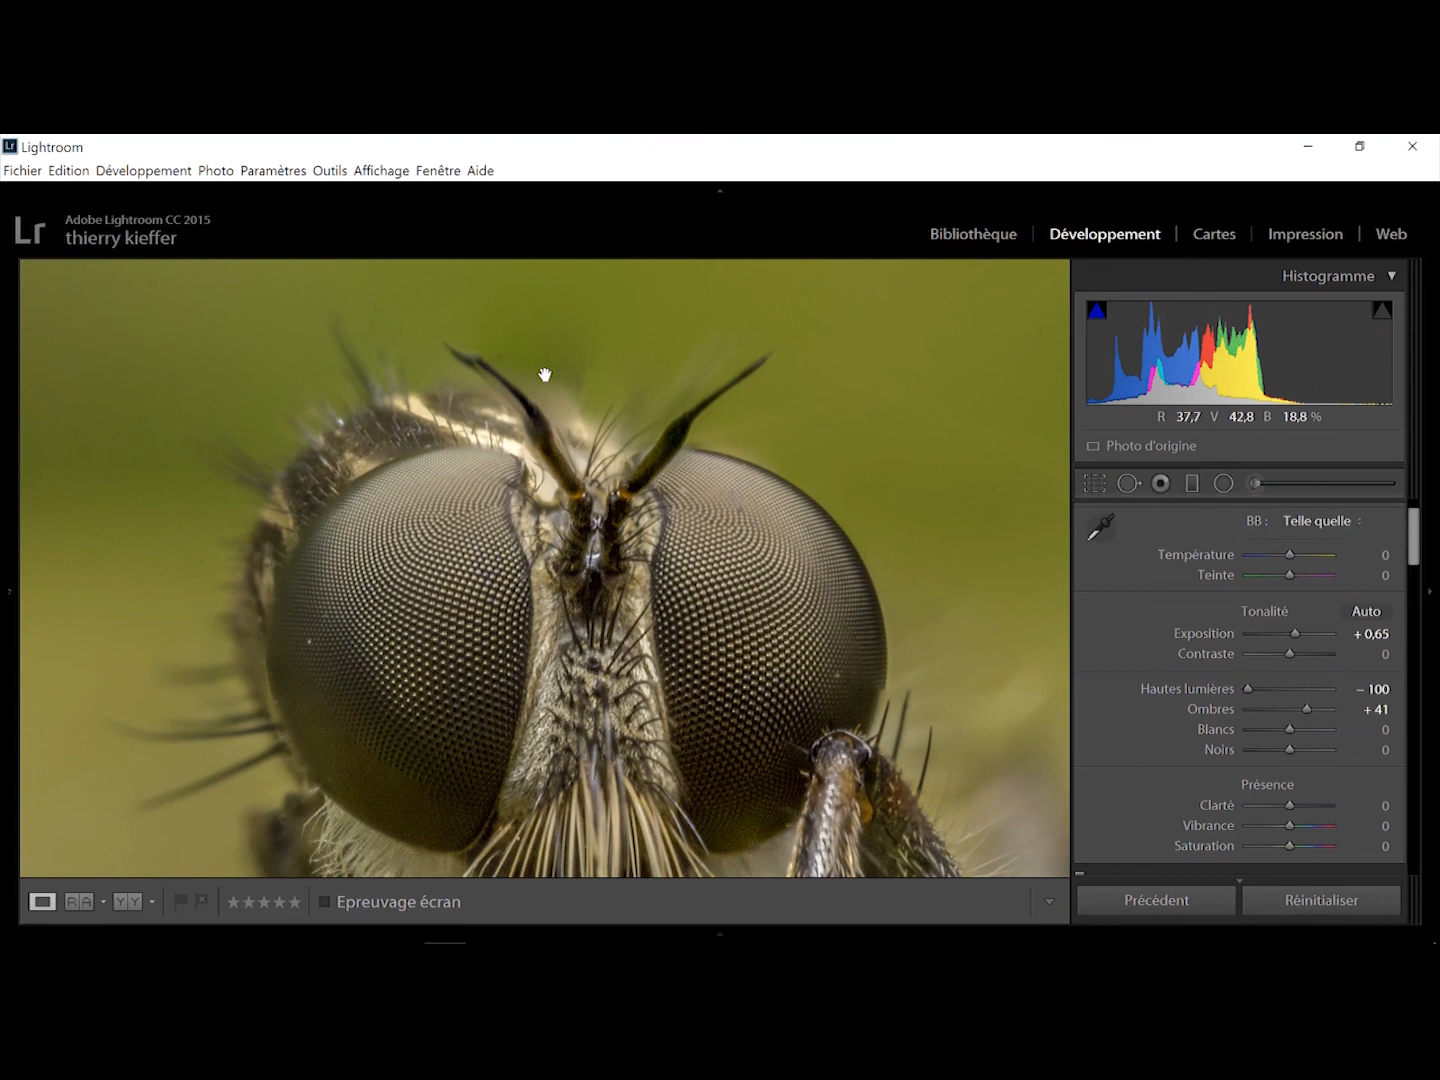 Lr Lightroom
Fichier Edition Développement Photo Paramètres Outils Affichage Fenêtre Aide
Lr
Adobe Lightroom CC 2015
thierry kieffer
Bibliothèque | Développement | Cartes | Impression | Web
Histogramme
R 37,7 V 42,8 B 18,8 %
Photo d'origine
BB : Telle quelle
Température 0
Teinte 0
Tonalité Auto
Exposition + 0,65
Contraste 0
Hautes lumières – 100
Ombres + 41
Blancs 0
Noirs 0
Présence
Clarté 0
Vibrance 0
Saturation 0
R A Y Y Epreuvage écran
Précédent Réinitialiser